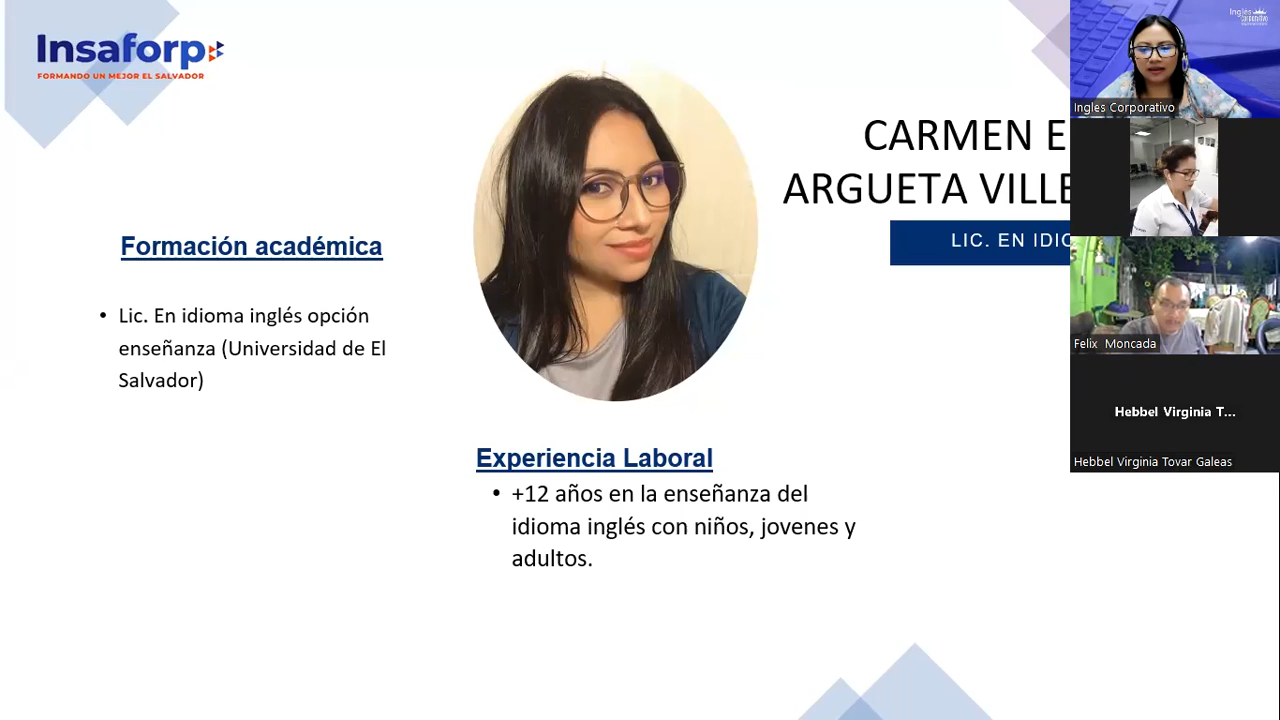 Insaforp
FORMANDO UN MEJOR EL SALVADOR
CARMEN E
ARGUETA VILLE
LIC. EN IDIO
Formación académica
• Lic. En idioma inglés opción
enseñanza (Universidad de El
Salvador)
Experiencia Laboral
• +12 años en la enseñanza del
idioma inglés con niños, jovenes y
adultos.
Ingles
Corporativo
Ingles Corporativo
Felix Moncada
Hebbel Virginia T...
Hebbel Virginia Tovar Galeas